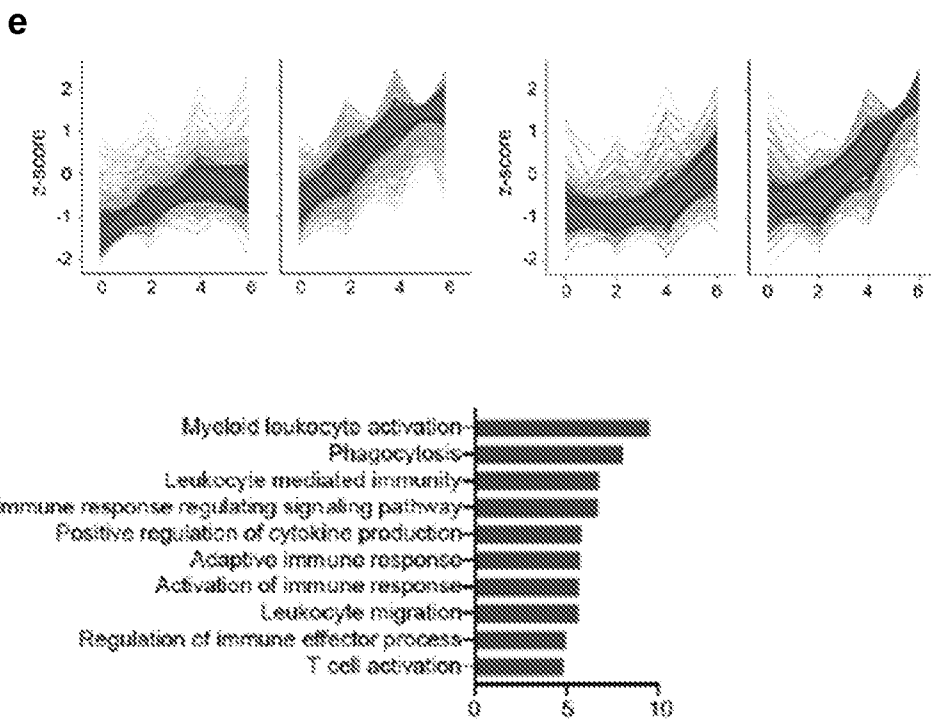 e
z-score
2
1
0
-1
-2
0 2 4 6
0 2 4 6
z-score
2
1
0
-1
-2
0 2 4 6
0 2 4 6
Myeloid leukocyte activation
Phagocytosis
Leukocyte mediated immunity
immune response regulating signaling pathway
Positive regulation of cytokine production
Adaptive immune response
Activation of immune response
Leukocyte migration
Regulation of immune effector process
T cell activation
0 5 10